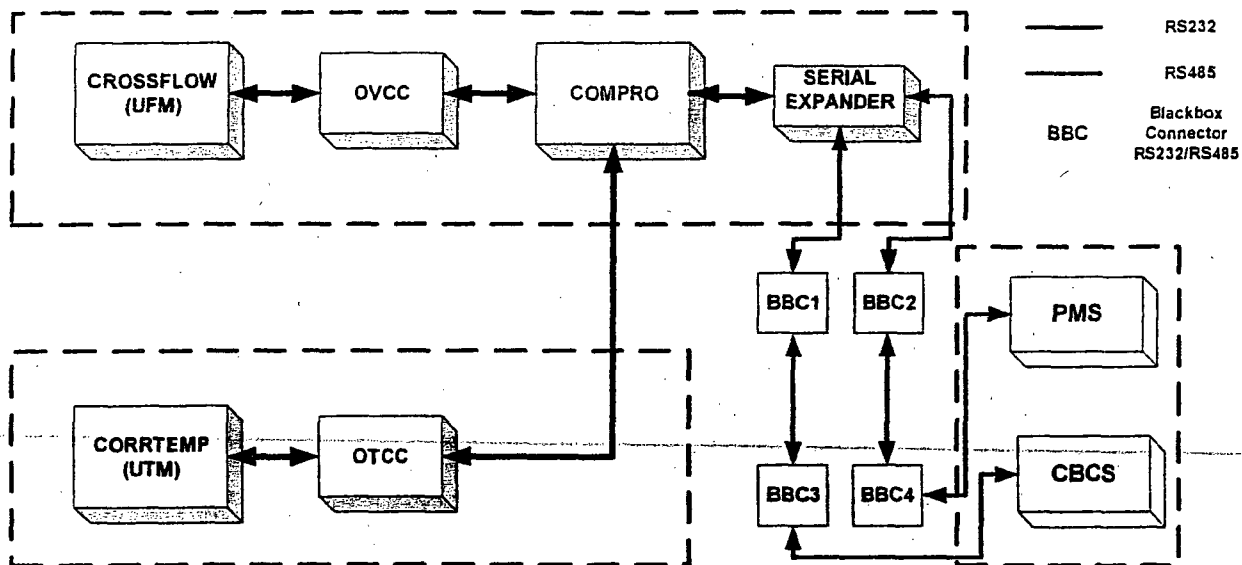 CROSSFLOW
(UFM)
OVCC
COMPRO
SERIAL
EXPANDER
RS232
RS485
BBC
Blackbox
Connector
RS232/RS485
BBC1
BBC2
PMS
CORRTEMP
(UTM)
OTCC
BBC3
BBC4
CBCS